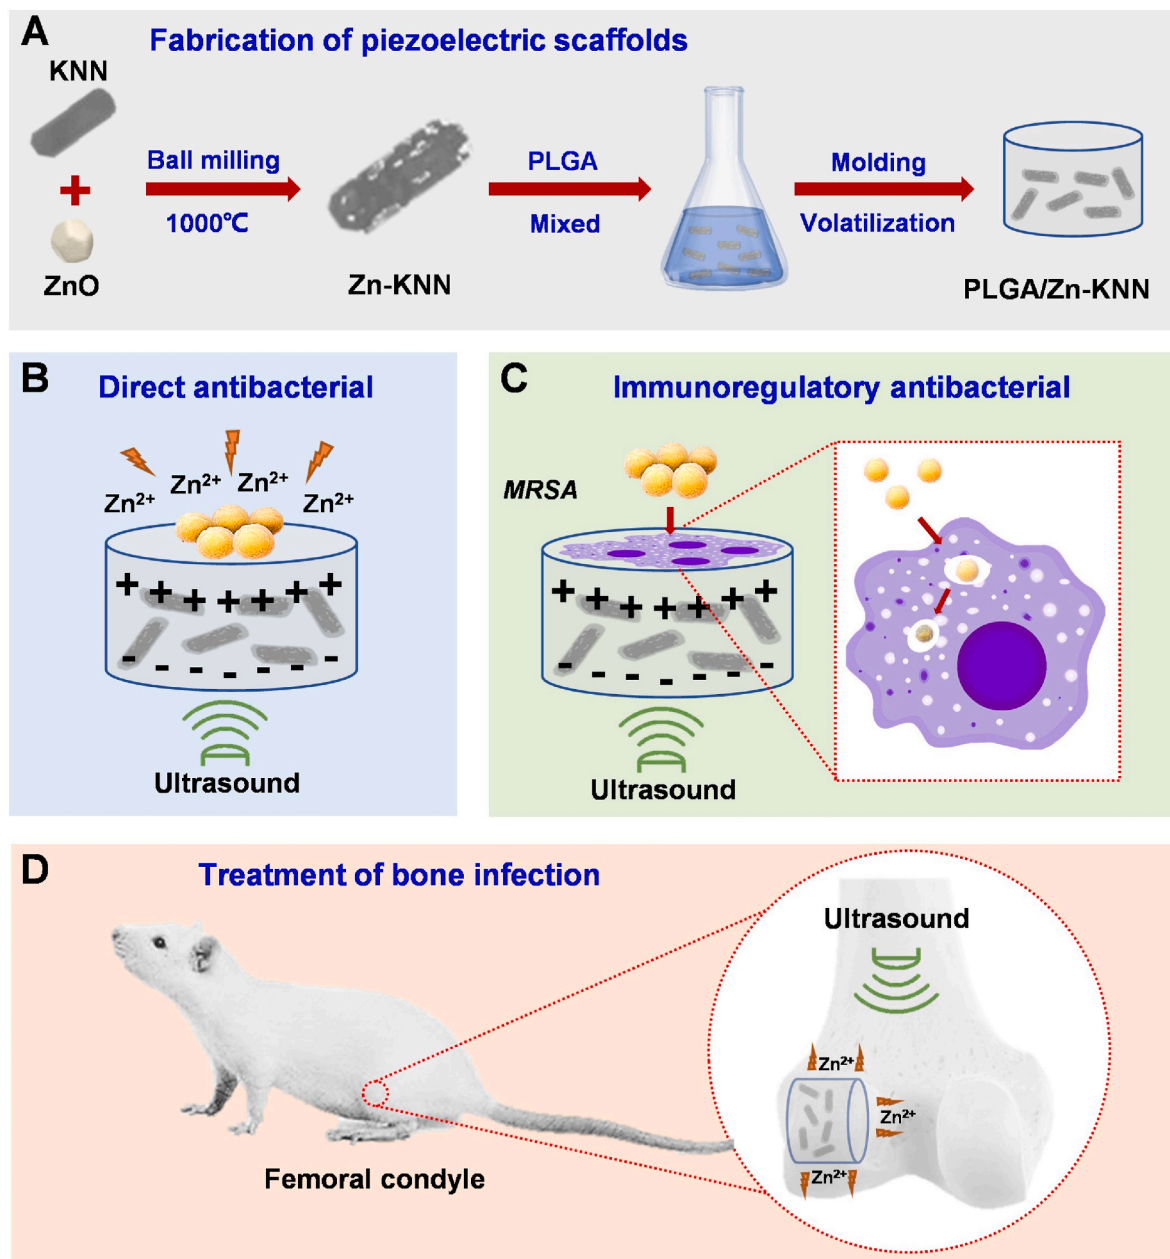 A
Fabrication of piezoelectric scaffolds
KNN
+
ZnO
Ball milling
1000℃
Zn-KNN
PLGA
Mixed
Molding
Volatilization
PLGA/Zn-KNN
B
Direct antibacterial
Zn²⁺
Zn²⁺
Zn²⁺
Zn²⁺
+ + + + + + +
- - - - - - -
Ultrasound
C
Immunoregulatory antibacterial
MRSA
+ + + + + + +
- - - - - - -
Ultrasound
D
Treatment of bone infection
Femoral condyle
Ultrasound
Zn²⁺
Zn²⁺
Zn²⁺